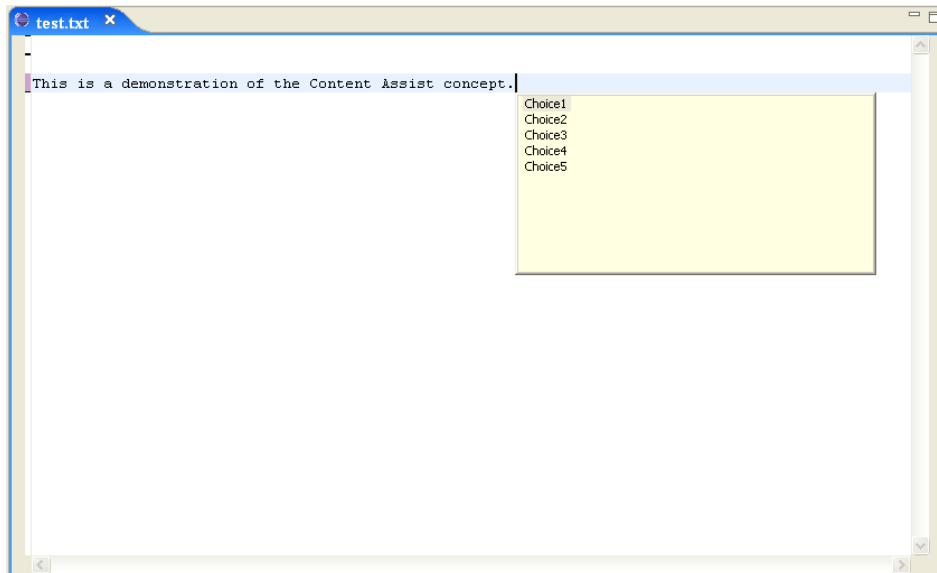 test.txt
This is a demonstration of the Content Assist concept.
Choice1
Choice2
Choice3
Choice4
Choice5